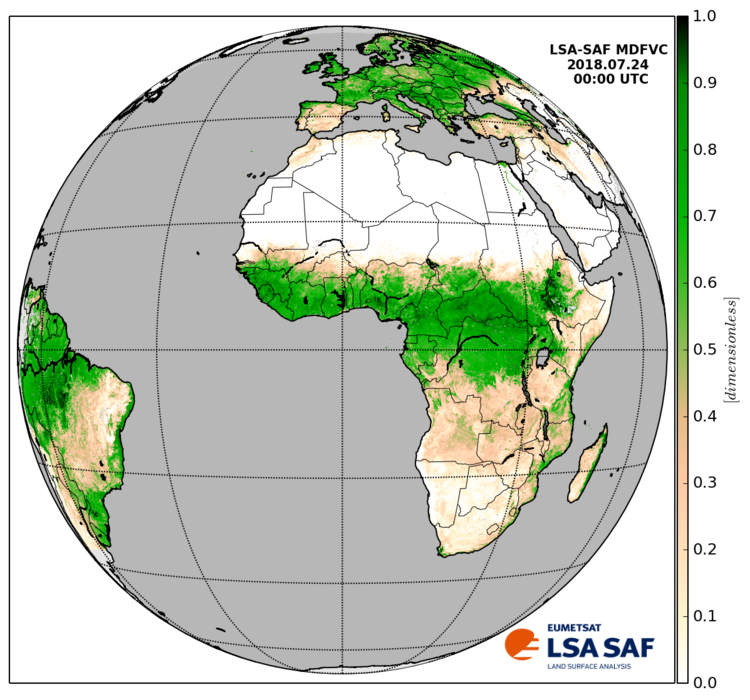 LSA-SAF MDFVC
2018.07.24
00:00 UTC
1.0
0.9
0.8
0.7
0.6
0.5
0.4
0.3
0.2
0.1
0.0
[dimensionless]
EUMETSAT
LSA SAF
LAND SURFACE ANALYSIS